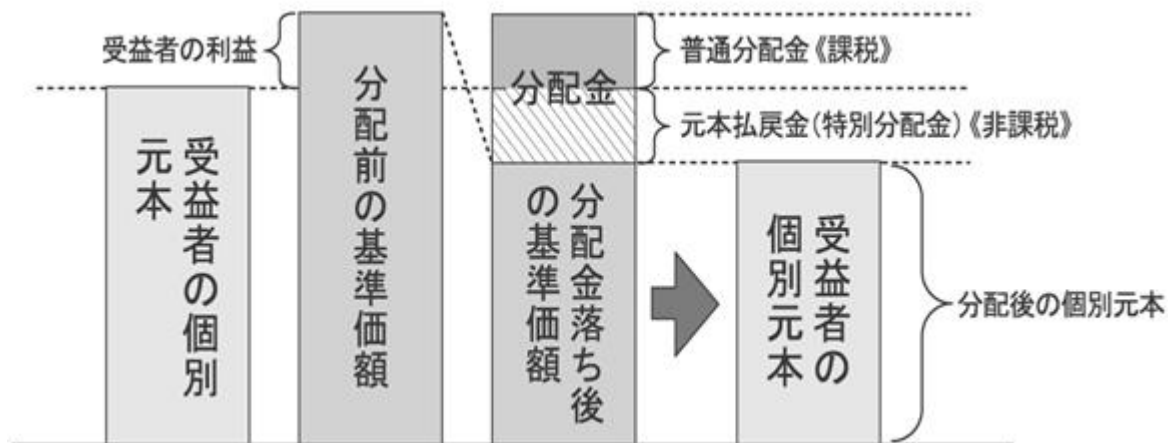 受益者の利益
受益者の個別
元本
分配前の基準価額
分配金
分配金落ち後
の基準価額
普通分配金《課税》
元本払戻金(特別分配金)《非課税》
受益者の
個別元本
分配後の個別元本